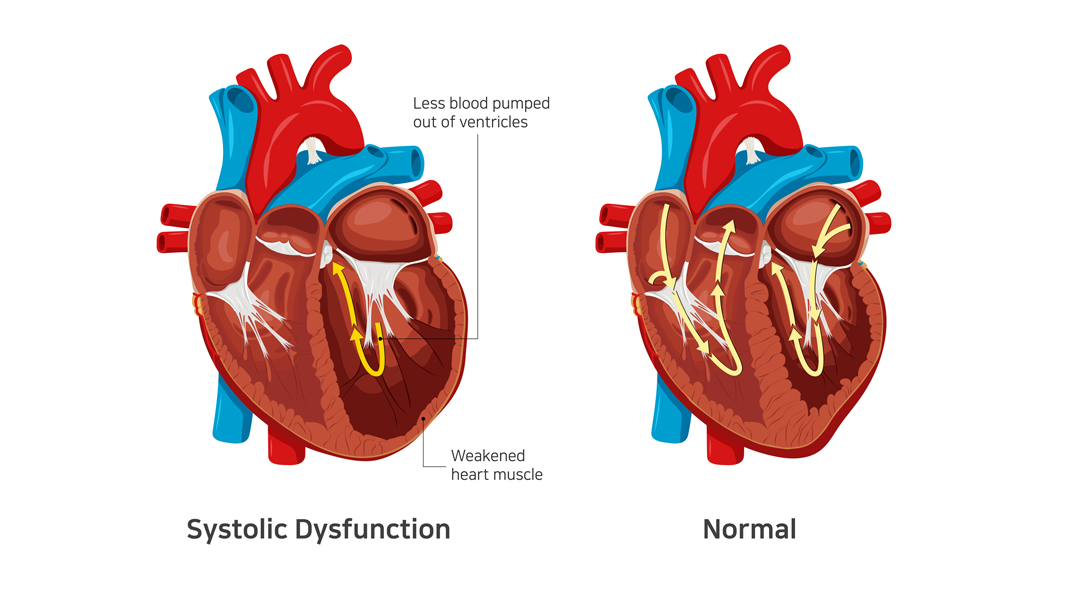 Less blood pumped
out of ventricles
Weakened
heart muscle
Systolic Dysfunction
Normal